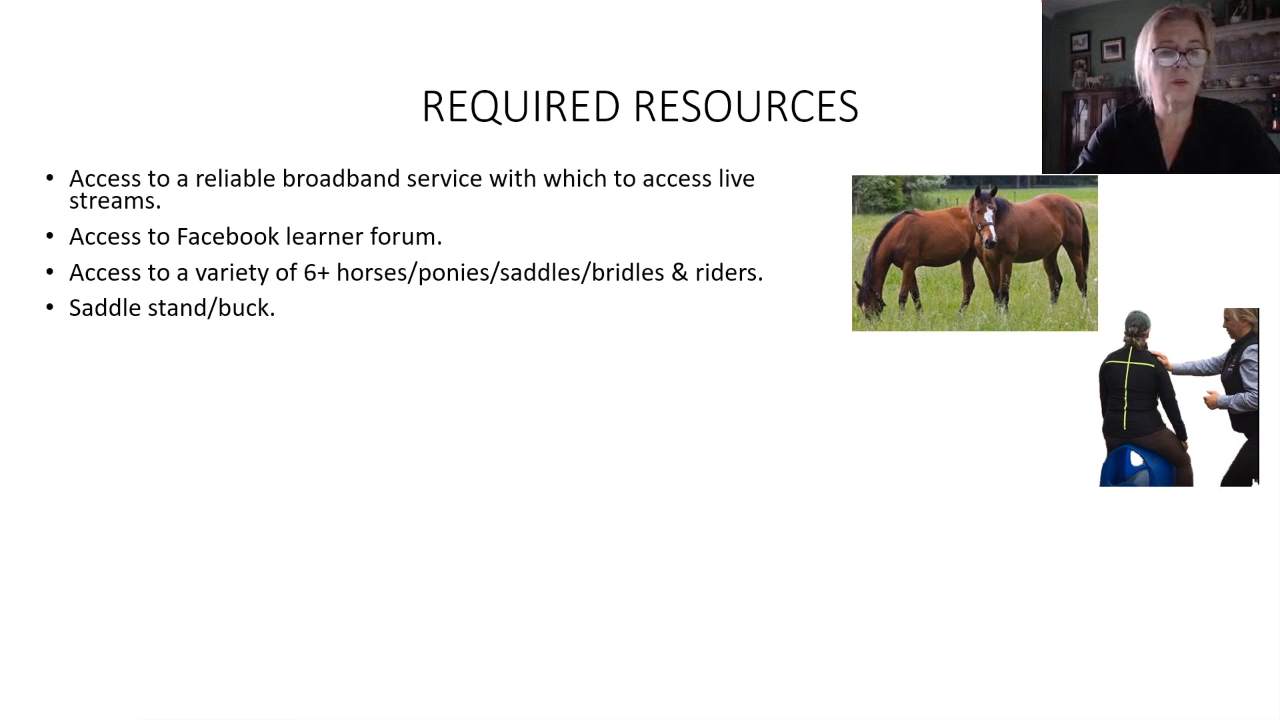 REQUIRED RESOURCES
• Access to a reliable broadband service with which to access live
streams.
• Access to Facebook learner forum.
• Access to a variety of 6+ horses/ponies/saddles/bridles & riders.
• Saddle stand/buck.